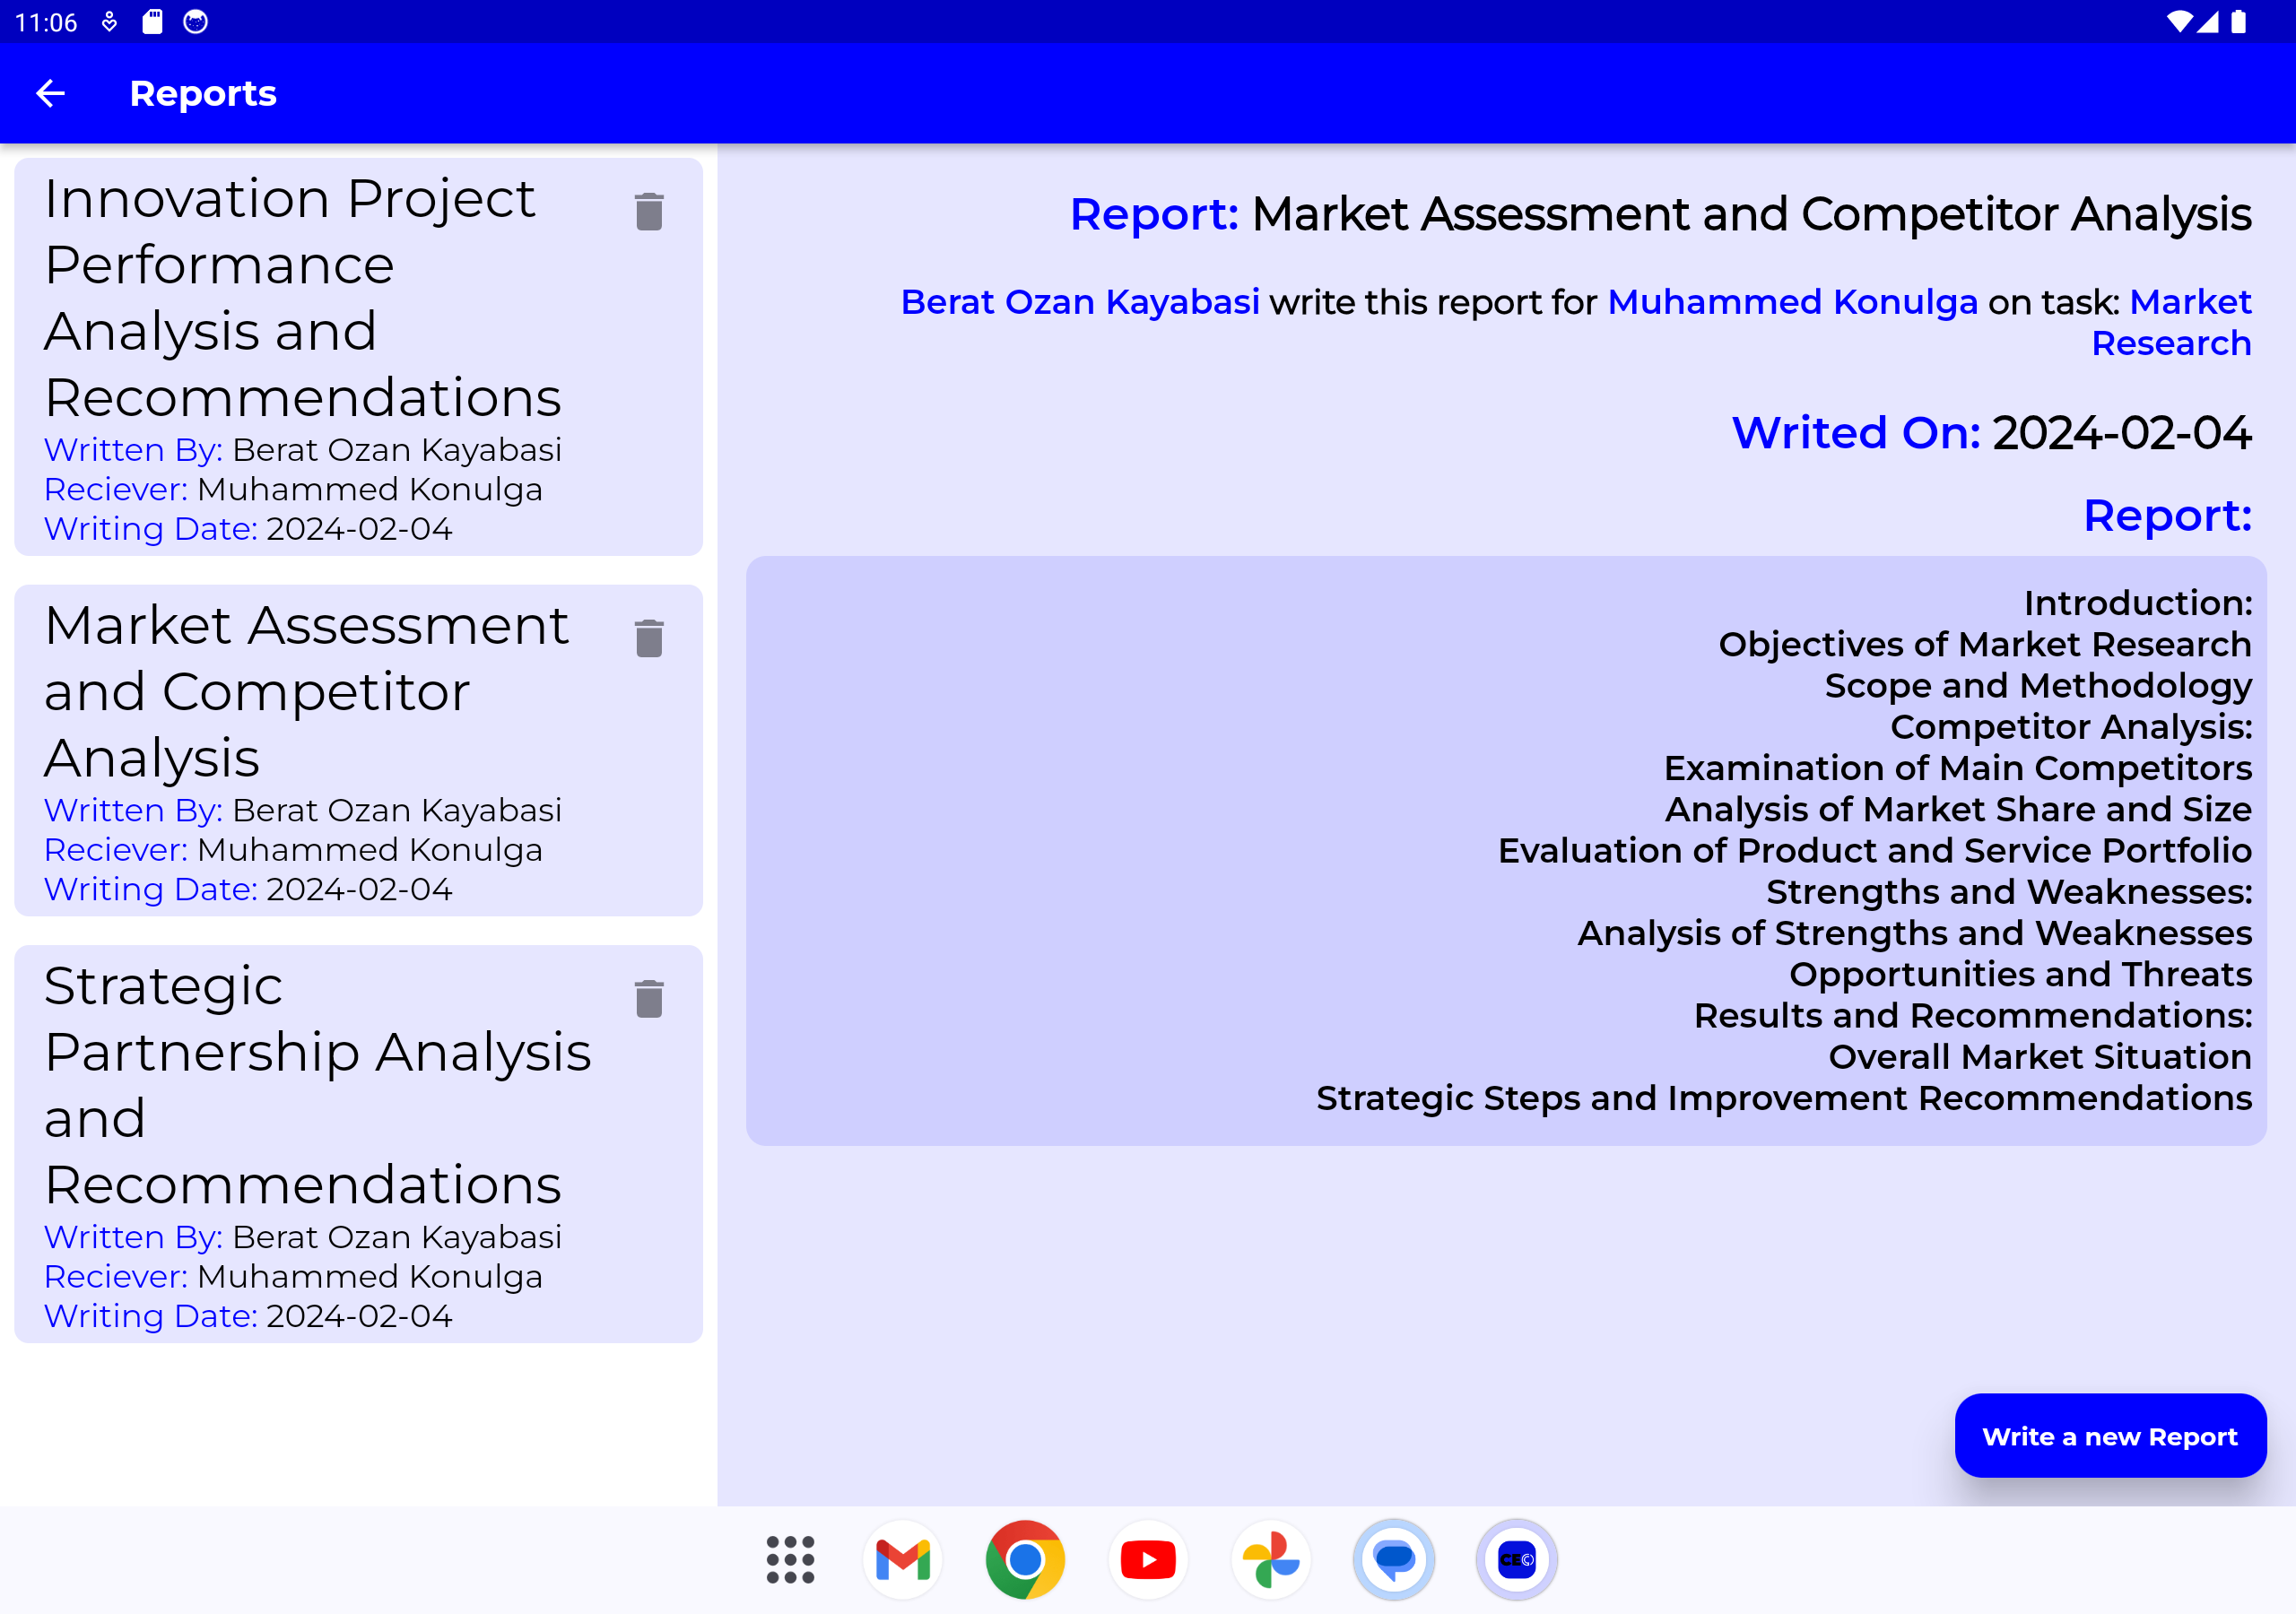 11:06
Reports
Innovation Project
Performance
Analysis and
Recommendations
Written By: Berat Ozan Kayabasi
Reciever: Muhammed Konulga
Writing Date: 2024-02-04
Market Assessment
and Competitor
Analysis
Written By: Berat Ozan Kayabasi
Reciever: Muhammed Konulga
Writing Date: 2024-02-04
Strategic
Partnership Analysis
and
Recommendations
Written By: Berat Ozan Kayabasi
Reciever: Muhammed Konulga
Writing Date: 2024-02-04
Report: Market Assessment and Competitor Analysis
Berat Ozan Kayabasi write this report for Muhammed Konulga on task: Market
Research
Writed On: 2024-02-04
Report:
Introduction:
Objectives of Market Research
Scope and Methodology
Competitor Analysis:
Examination of Main Competitors
Analysis of Market Share and Size
Evaluation of Product and Service Portfolio
Strengths and Weaknesses:
Analysis of Strengths and Weaknesses
Opportunities and Threats
Results and Recommendations:
Overall Market Situation
Strategic Steps and Improvement Recommendations
Write a new Report